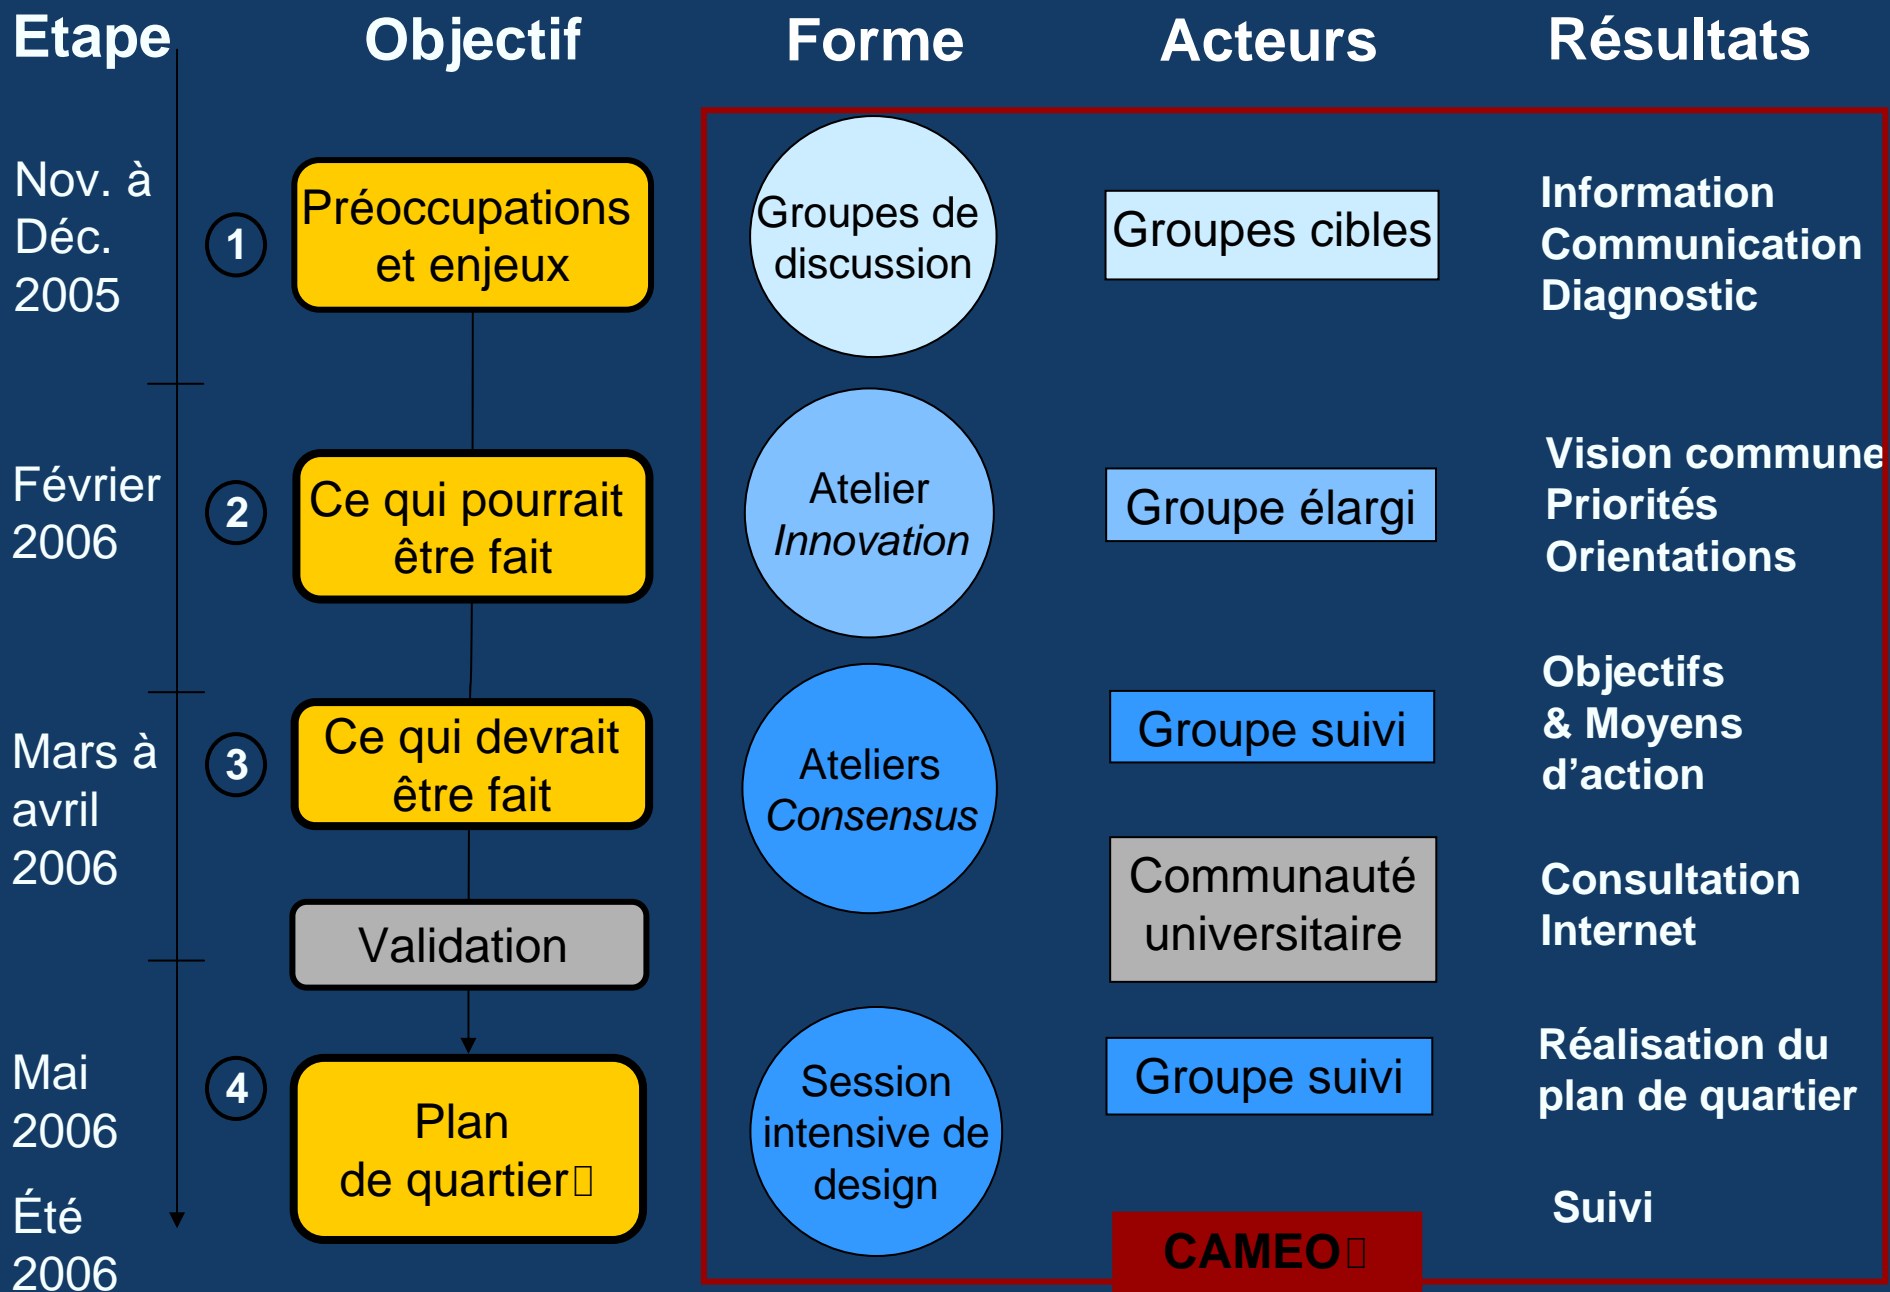 Etape Objectif Forme Acteurs Résultats
Nov. à
Déc.
2005
1
Préoccupations
et enjeux
Groupes de
discussion
Groupes cibles
Information
Communication
Diagnostic
Février
2006
2
Ce qui pourrait
être fait
Atelier
Innovation
Groupe élargi
Vision commune
Priorités
Orientations
Mars à
avril
2006
3
Ce qui devrait
être fait
Ateliers
Consensus
Groupe suivi
Objectifs
& Moyens
d’action
Validation
Communauté
universitaire
Consultation
Internet
Mai
2006
4
Plan
de quartier
Session
intensive de
design
Groupe suivi
Réalisation du
plan de quartier
Été
2006
Suivi
CAMEO